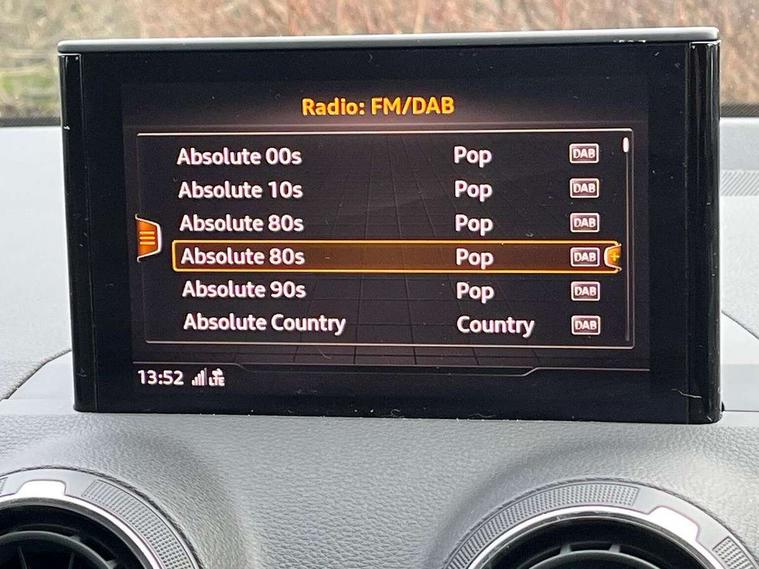 Radio: FM/DAB
Absolute 00s Pop DAB
Absolute 10s Pop DAB
Absolute 80s Pop DAB
Absolute 80s Pop DAB
Absolute 90s Pop DAB
Absolute Country Country DAB
13:52 LTE